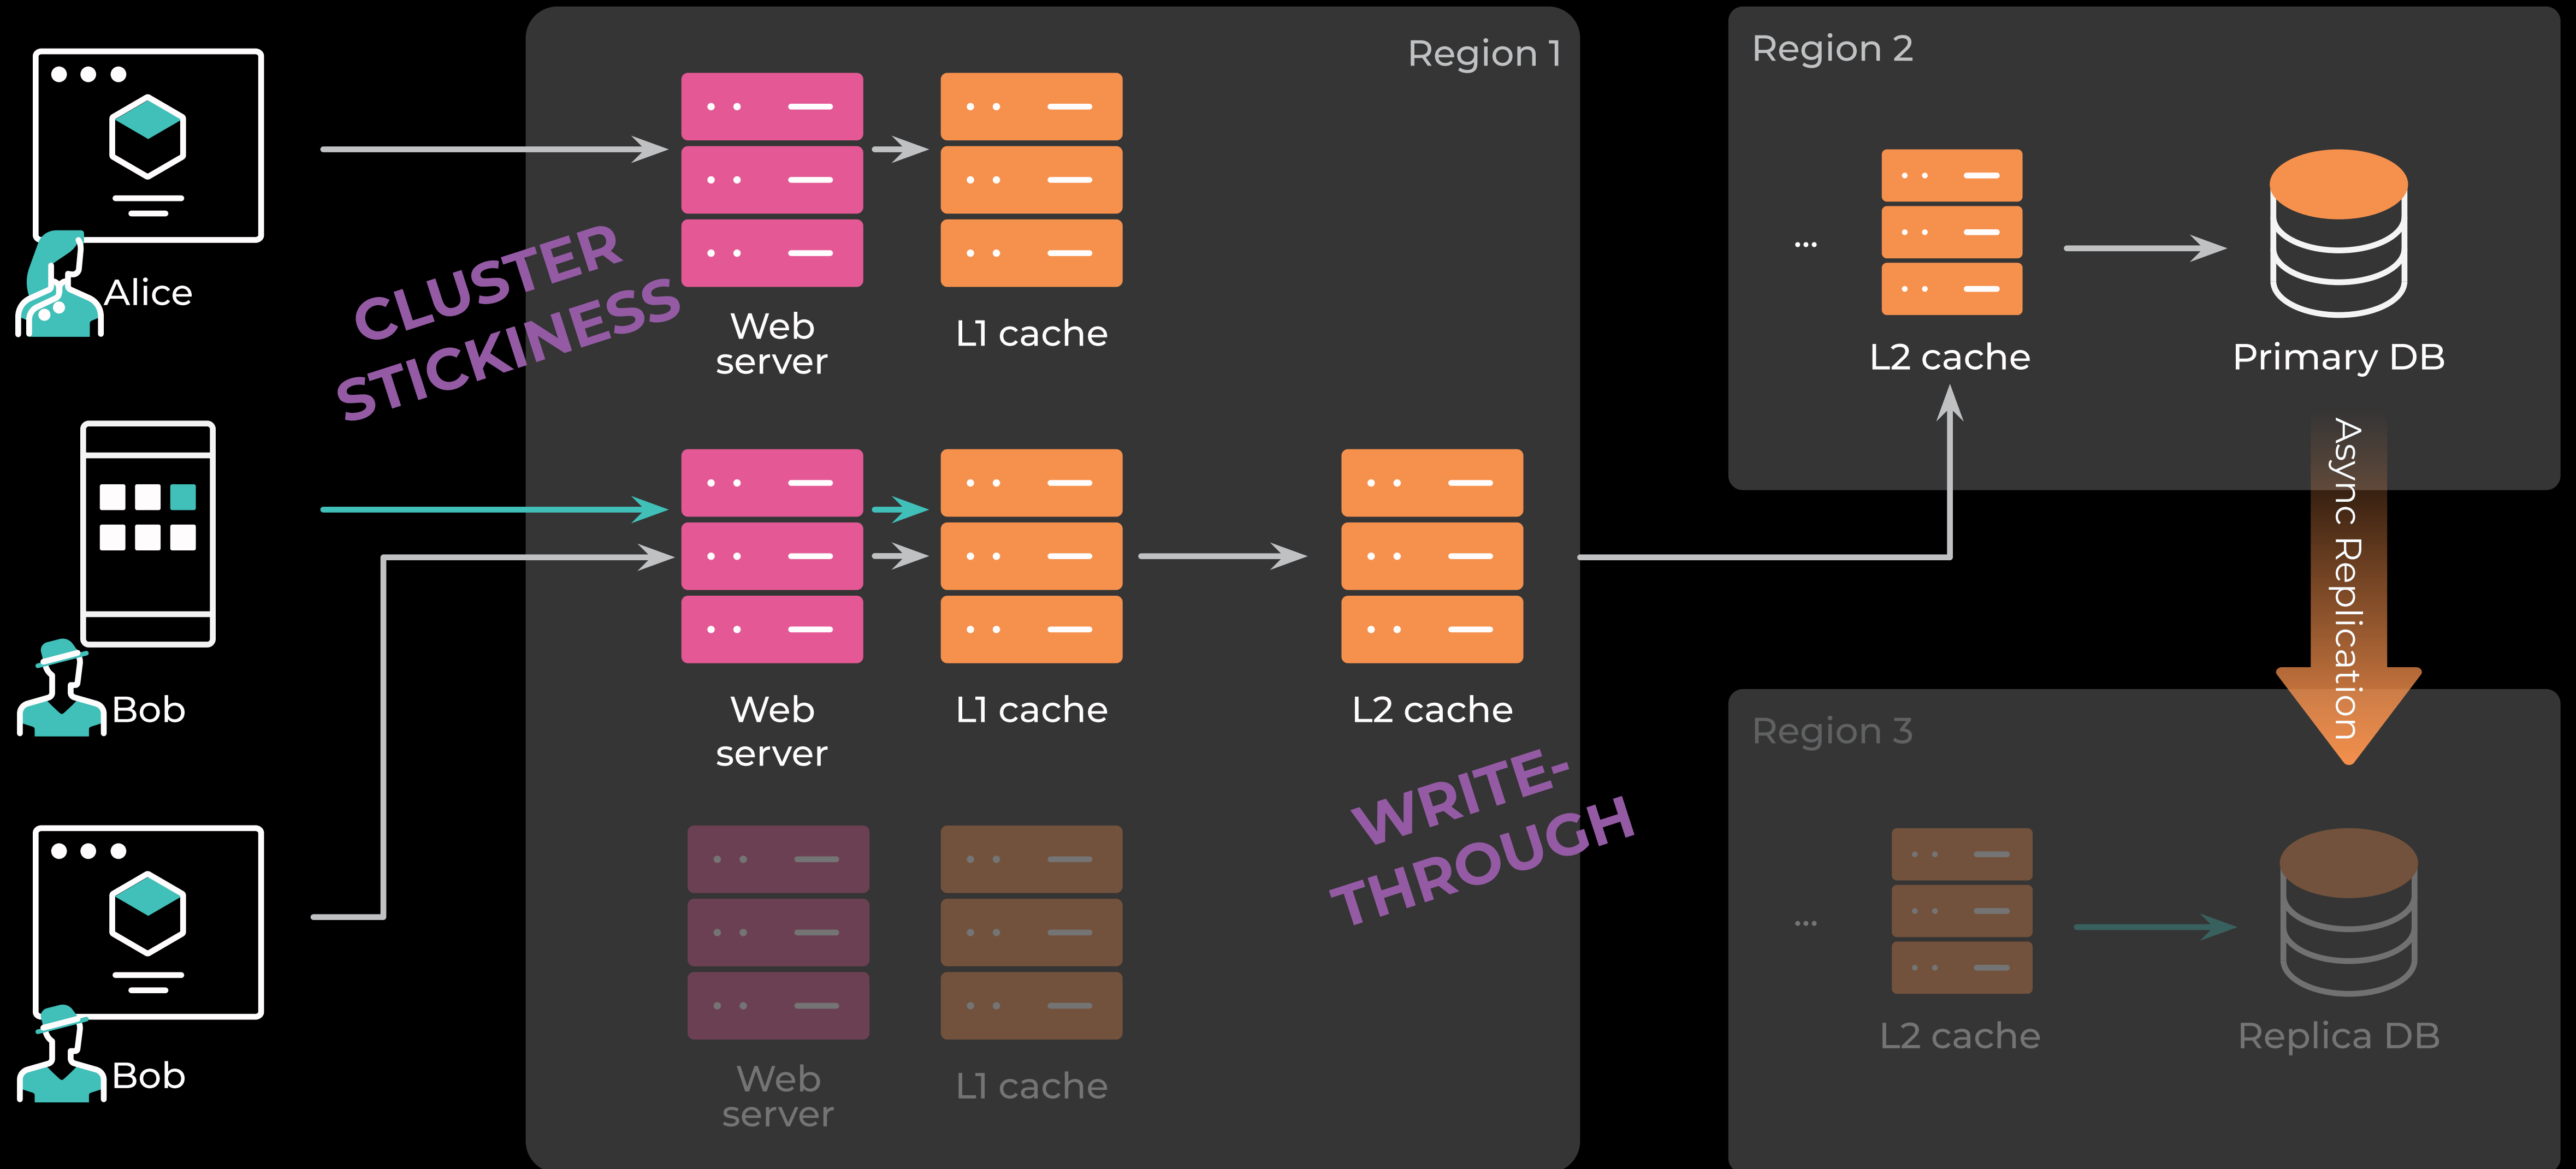 Region 1
Region 2
Alice
CLUSTER
STICKINESS
Web
server
L1 cache
...
L2 cache
Primary DB
Async Replication
Bob
Web
server
L1 cache
L2 cache
WRITE-
THROUGH
Region 3
...
L2 cache
Replica DB
Bob
Web
server
L1 cache